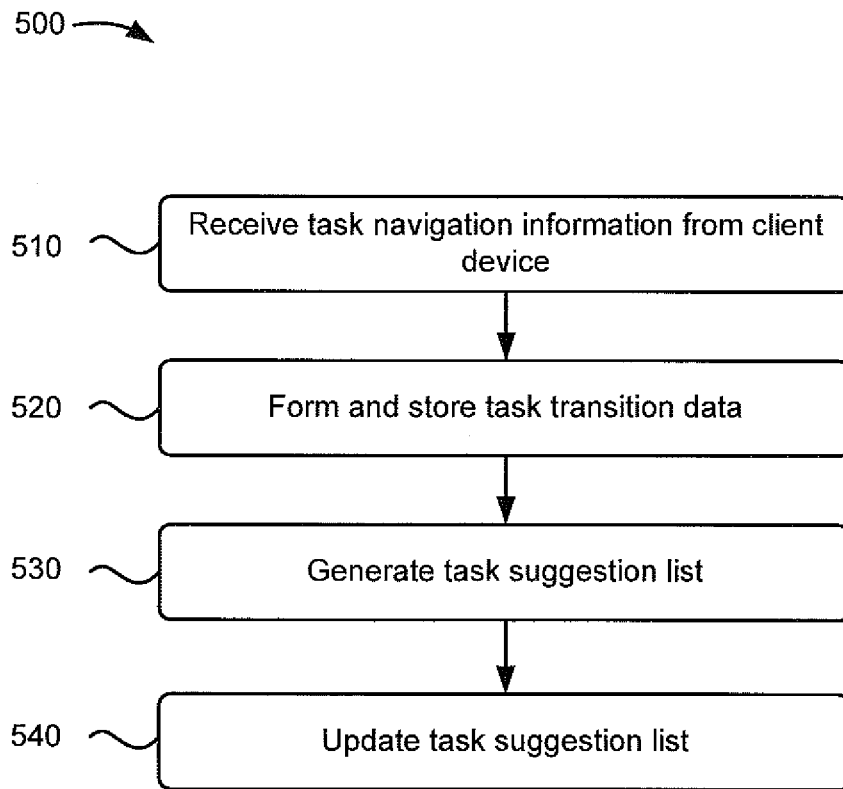 500
510
Receive task navigation information from client
device
520
Form and store task transition data
530
Generate task suggestion list
540
Update task suggestion list